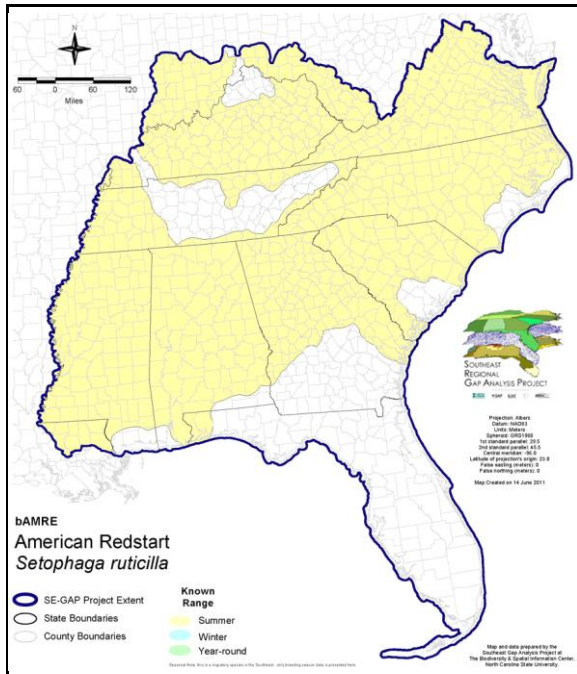 N
60 0 60 120
Miles
SOUTHEAST
REGIONAL
GAP ANALYSIS PROJECT
Projection: Albers
Datum: NAD83
Units: Meters
Spheroid: GRS1980
1st standard parallel: 29.5
2nd standard parallel: 45.5
Central meridian: -96.0
Latitude of projection's origin: 23.0
False easting (meters): 0
False northing (meters): 0
Map Created on 14 June 2011
bAMRE
American Redstart
Setophaga ruticilla
SE-GAP Project Extent
State Boundaries
County Boundaries
Known
Range
Summer
Winter
Year-round
Map and data prepared by the
Southeast Gap Analysis Project at
The Biodiversity & Spatial Information Center,
North Carolina State University.